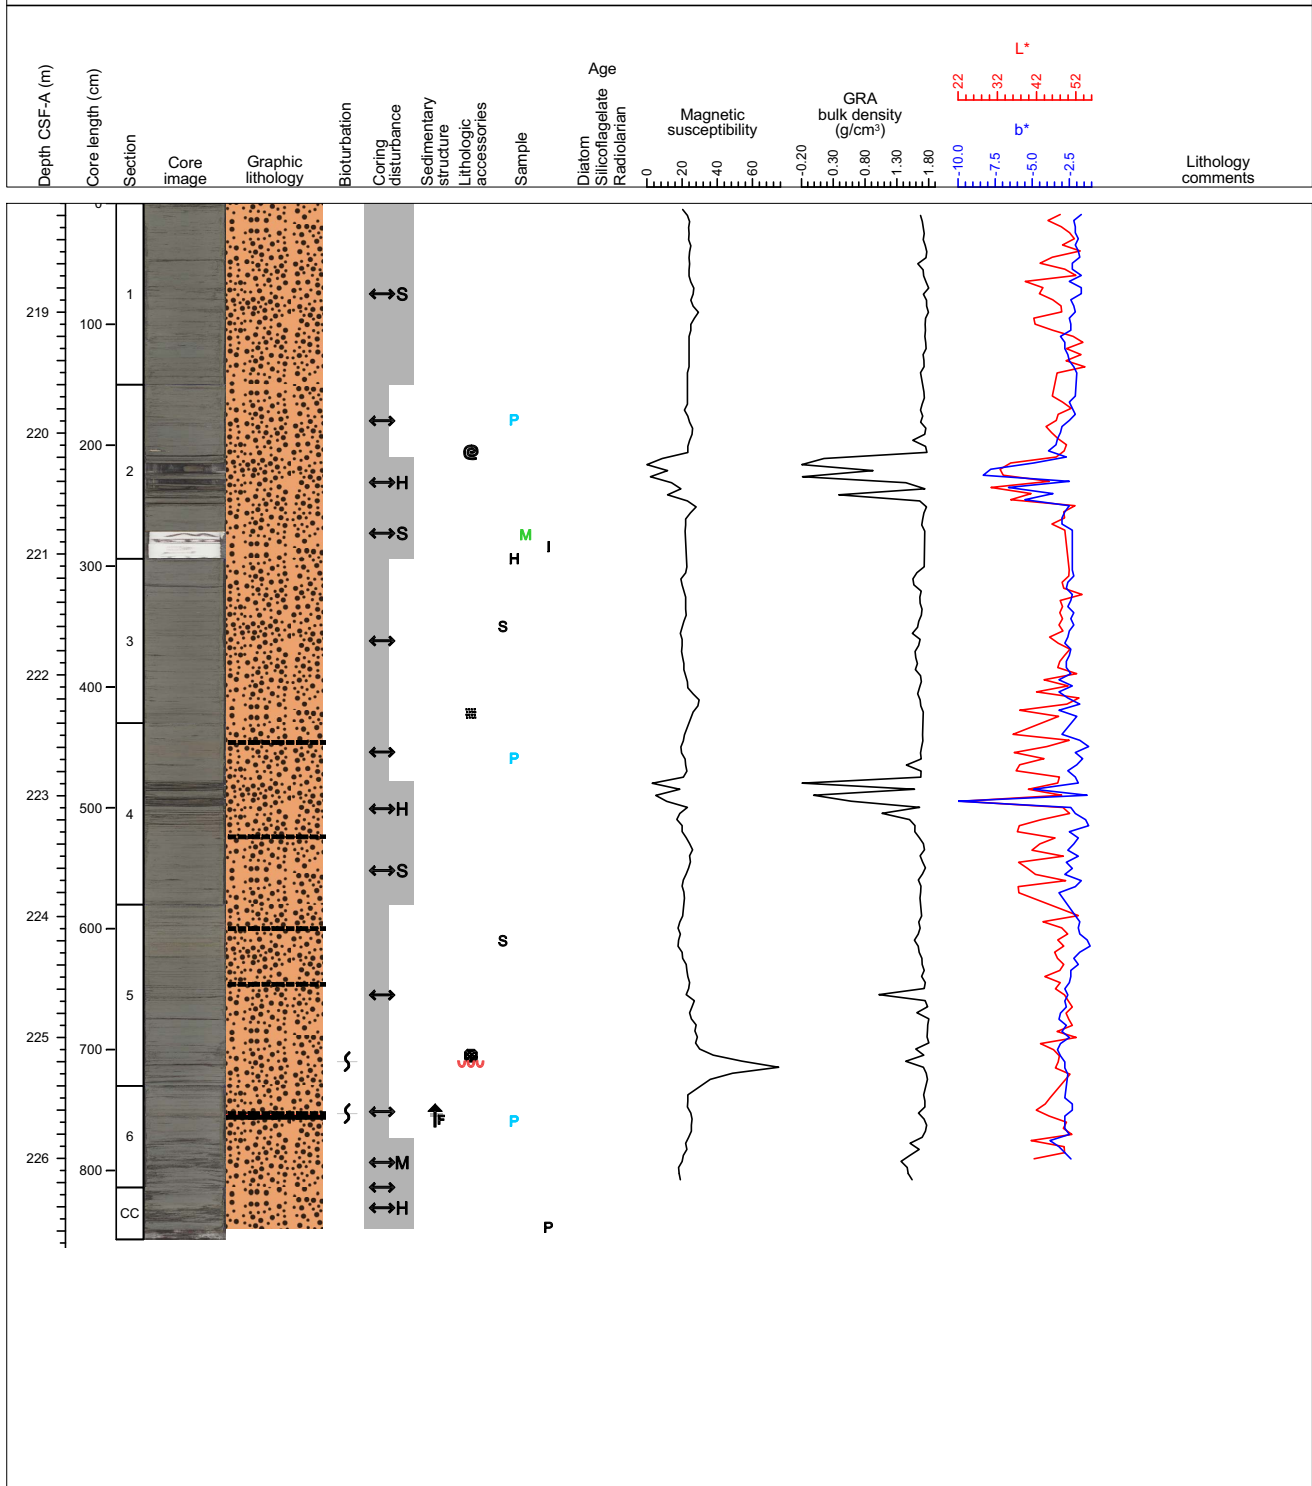 L*
22 32 42 52
Age
Depth CSF-A (m)
Core length (cm)
Section
Core
image
Graphic
lithology
Bioturbation
Coring
disturbance
Sedimentary
structure
Lithologic
accessories
Sample
Diatom
Silicoflagelate
Radiolarian
Magnetic
susceptibility
0 20 40 60
GRA
bulk density
(g/cm³)
-0.20 0.30 0.80 1.30 1.80
b*
-10.0 -7.5 -5.0 -2.5
Lithology
comments
0
1 S
219
100
P
220
200
2 H
S M
221 I
H
300
S
3
222
400
P
223
500 H
4
S
224
600
S
5
225
700
F P
6
M
226
800
H
CC
P